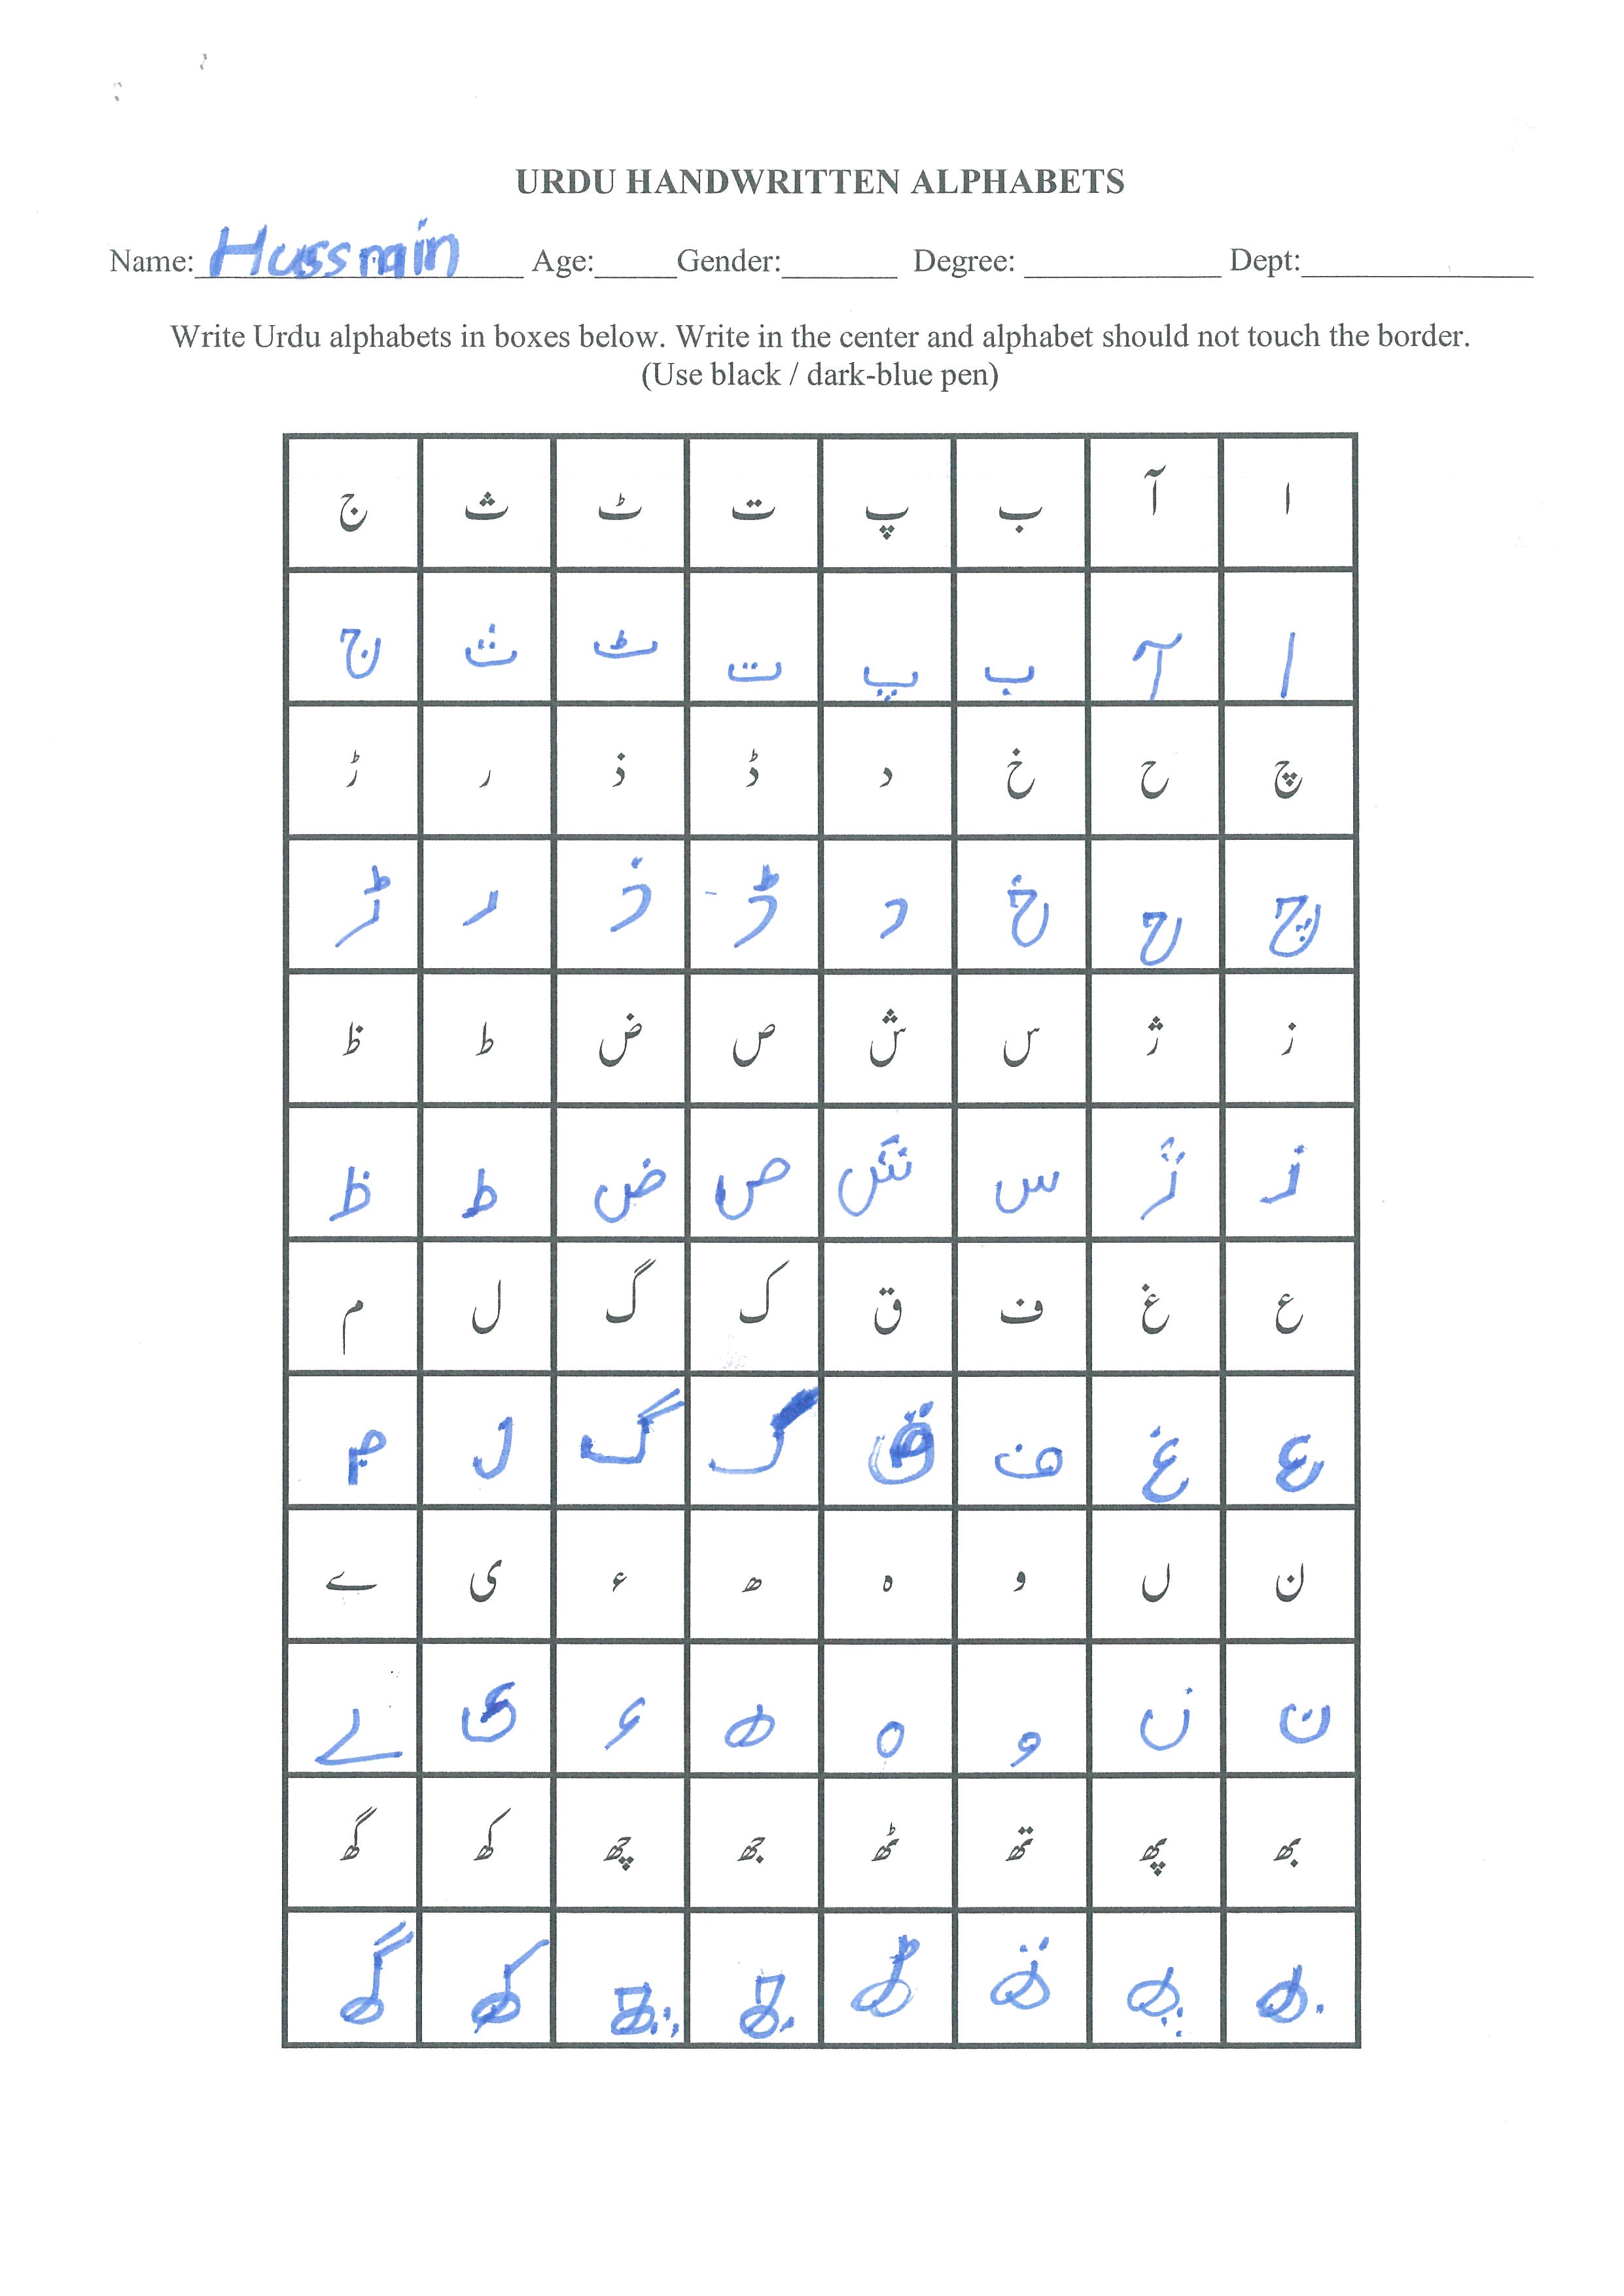 URDU HANDWRITTEN ALPHABETS
Name: Hussnain Age:_____ Gender:_______ Degree: ____________ Dept:______________
Write Urdu alphabets in boxes below. Write in the center and alphabet should not touch the border.
(Use black / dark-blue pen)
ا آ ب پ ت ٹ ث ج
ا آ ب پ ت ٹ ث ج
چ ح خ د ڈ ذ ر ڑ
چ ح خ د ڈ ذ ر ڑ
ز ژ س ش ص ض ط ظ
ز ژ س ش ص ض ط ظ
ع غ ف ق ک گ ل م
ع غ ف ق ک گ ل م
ن ں و ہ ھ ء ی ے
ن ں و ہ ھ ء ی ے
بھ پھ تھ ٹھ جھ چھ کھ گھ
بھ پھ تھ ٹھ جھ چھ کھ گھ